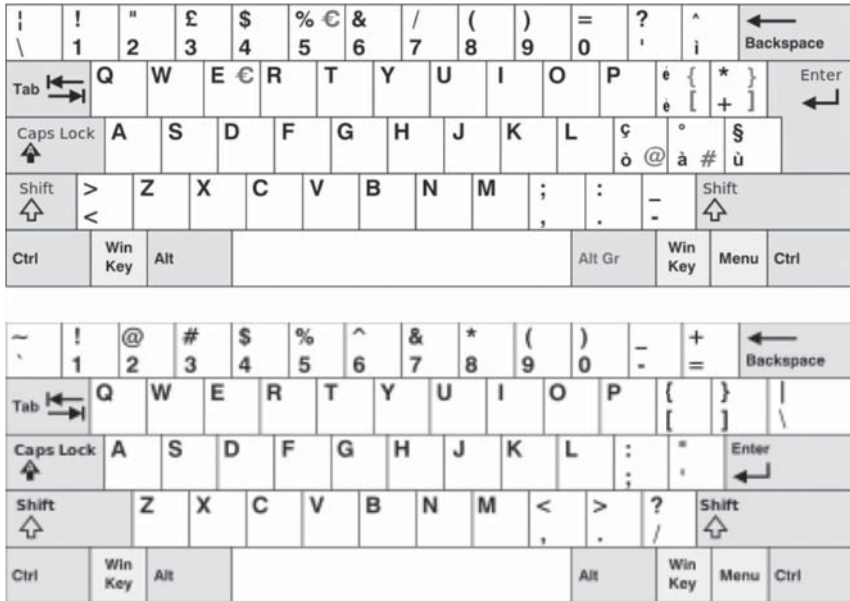 ¦ ! " £ $ % € & / ( ) = ? ^
\ 1 2 3 4 5 6 7 8 9 0 ' ì Backspace
Tab Q W E € R T Y U I O P é { * } Enter
è [ + ]
Caps Lock A S D F G H J K L ç ° §
ò @ à # ù
Shift > Z X C V B N M ; : _ Shift
< , . -
Ctrl Win Key Alt Alt Gr Win Key Menu Ctrl
~ ! @ # $ % ^ & * ( ) _ +
` 1 2 3 4 5 6 7 8 9 0 - = Backspace
Tab Q W E R T Y U I O P { } |
[ ] \
Caps Lock A S D F G H J K L : " Enter
; '
Shift Z X C V B N M < > ? Shift
, . /
Ctrl Win Key Alt Alt Win Key Menu Ctrl